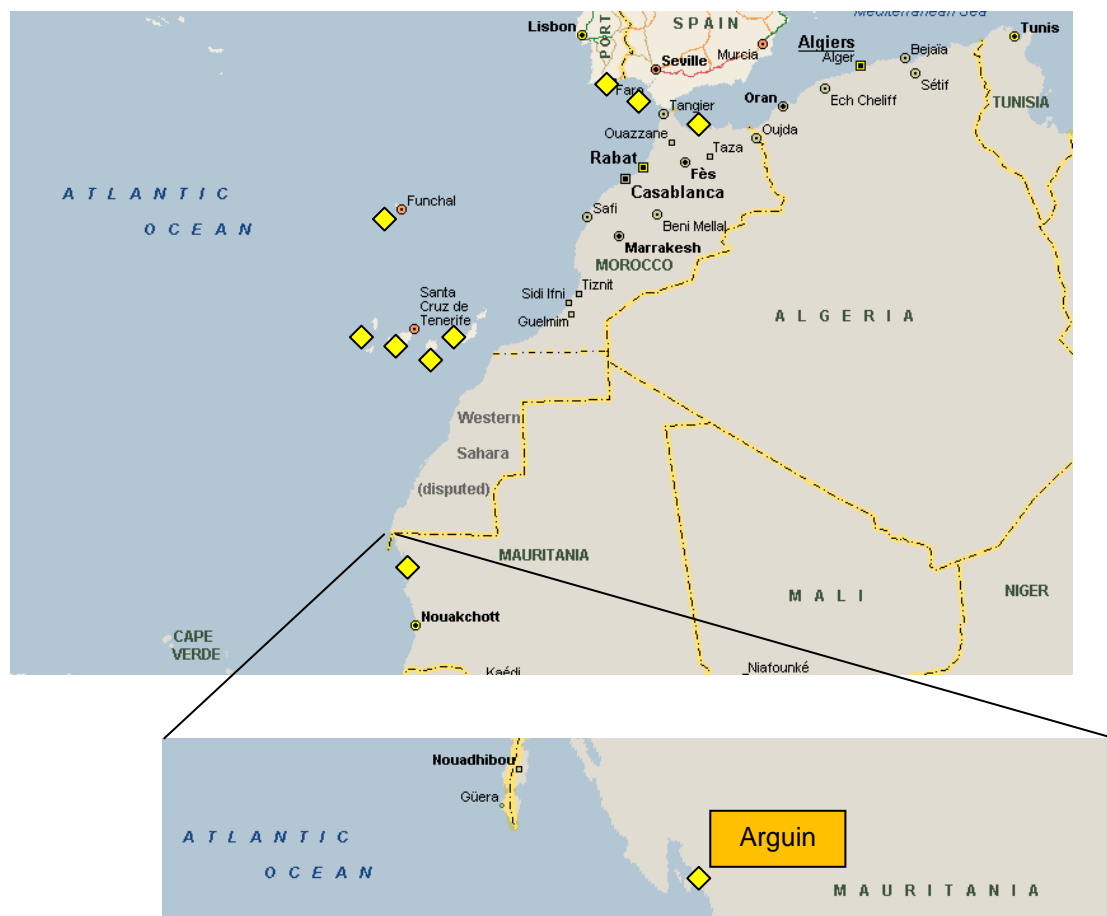 Mediterranean Sea
Lisbon
PORT
SPAIN
Murcia
Seville
Faro
Tangier
Alqiers
Alger
Bejaïa
Sétif
Tunis
TUNISIA
Oran
Ech Cheliff
Oujda
Ouazzane
Taza
Rabat
Fès
Casablanca
ATLANTIC
OCEAN
Funchal
Safi
Beni Mellal
Marrakesh
MOROCCO
Tiznit
Sidi Ifni
Guelmim
Santa
Cruz de
Tenerife
ALGERIA
Western
Sahara
(disputed)
MAURITANIA
MALI
NIGER
Nouakchott
CAPE
VERDE
Kaédi
Niafounké
Nouadhibou
Güera
ATLANTIC
OCEAN
Arguin
MAURITANIA